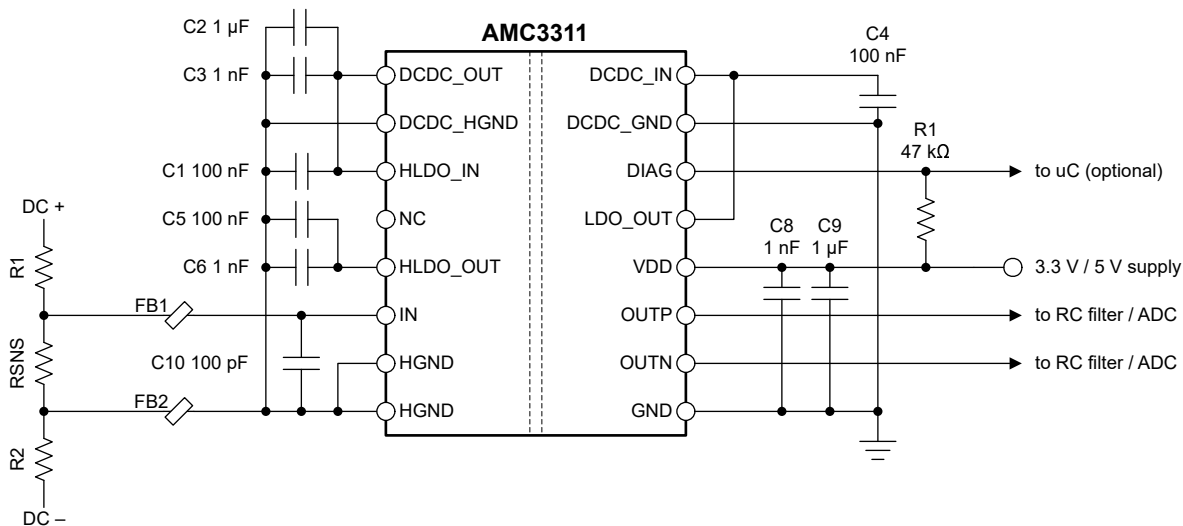 AMC3311
C2 1 µF
C3 1 nF
C1 100 nF
C5 100 nF
C6 1 nF
C10 100 pF
DC +
R1
RSNS
R2
DC –
FB1
FB2
DCDC_OUT
DCDC_HGND
HLDO_IN
NC
HLDO_OUT
IN
HGND
HGND
DCDC_IN
DCDC_GND
DIAG
LDO_OUT
VDD
OUTP
OUTN
GND
C4
100 nF
R1
47 kΩ
C8
1 nF
C9
1 µF
to uC (optional)
3.3 V / 5 V supply
to RC filter / ADC
to RC filter / ADC